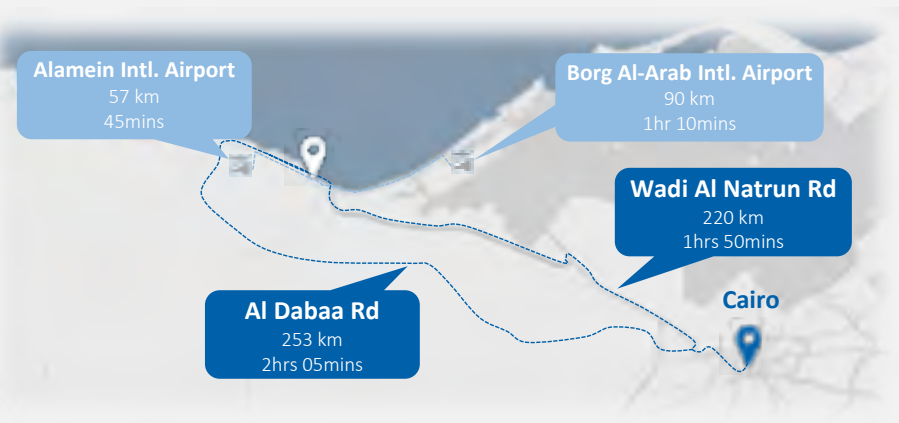 Alamein Intl. Airport
57 km
45mins
Borg Al-Arab Intl. Airport
90 km
1hr 10mins
Wadi Al Natrun Rd
220 km
1hrs 50mins
Cairo
Al Dabaa Rd
253 km
2hrs 05mins